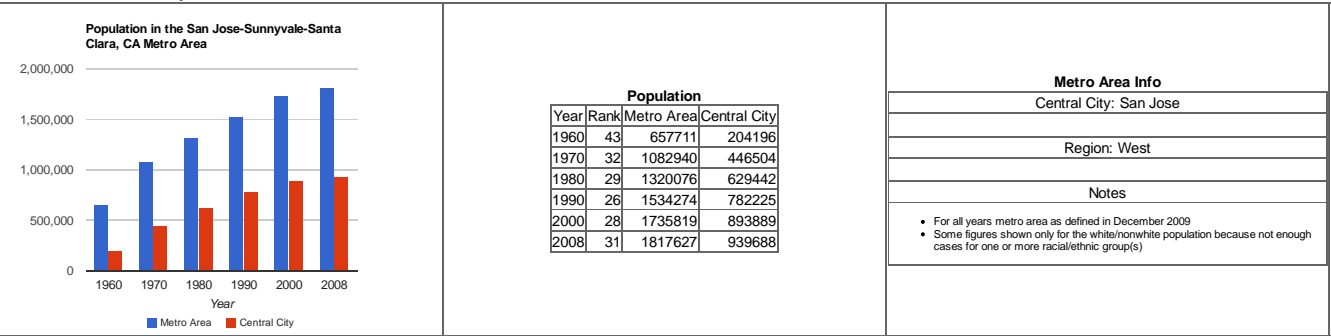 Population in the San Jose-Sunnyvale-Santa
Clara, CA Metro Area
2,000,000
1,500,000
1,000,000
500,000
0
1960 1970 1980 1990 2000 2008
Year
Metro Area Central City
Population
Year Rank Metro Area Central City
1960 43 657711 204196
1970 32 1082940 446504
1980 29 1320076 629442
1990 26 1534274 782225
2000 28 1735819 893889
2008 31 1817627 939688
Metro Area Info
Central City: San Jose
Region: West
Notes
• For all years metro area as defined in December 2009
• Some figures shown only for the white/nonwhite population because not enough
cases for one or more racial/ethnic group(s)